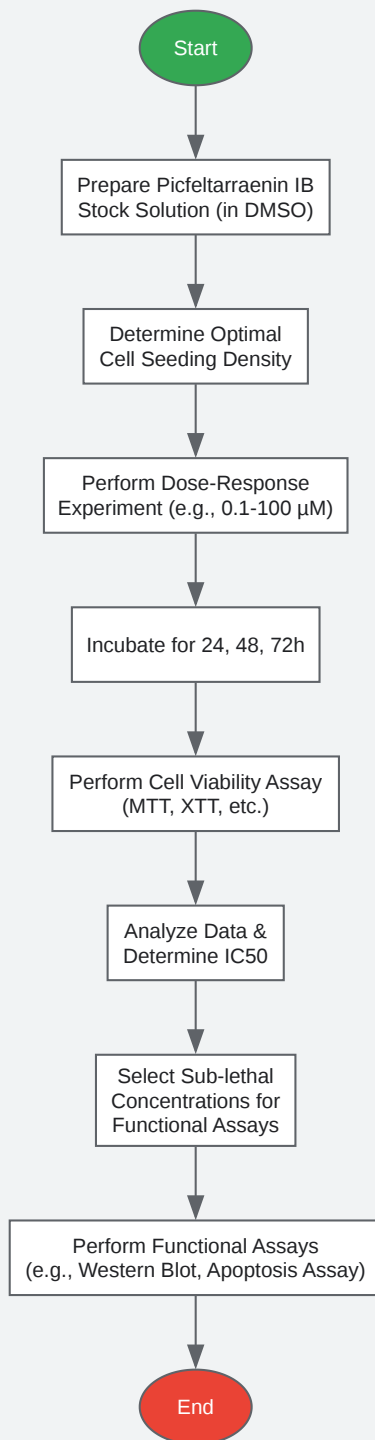 Start
Prepare Picfeltarraenin IB
Stock Solution (in DMSO)
Determine Optimal
Cell Seeding Density
Perform Dose-Response
Experiment (e.g., 0.1-100 µM)
Incubate for 24, 48, 72h
Perform Cell Viability Assay
(MTT, XTT, etc.)
Analyze Data &
Determine IC50
Select Sub-lethal
Concentrations for
Functional Assays
Perform Functional Assays
(e.g., Western Blot, Apoptosis Assay)
End